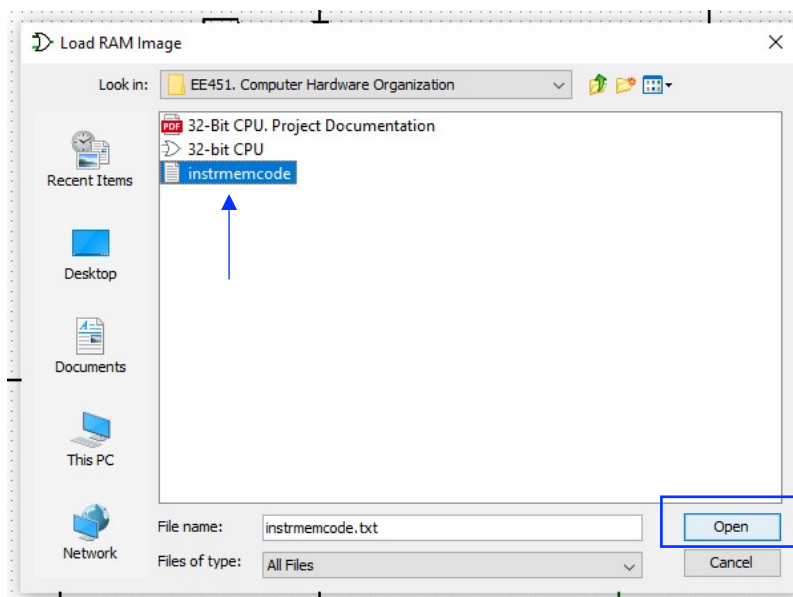 Load RAM Image
Look in:
EE451. Computer Hardware Organization
PDF 32-Bit CPU. Project Documentation
32-bit CPU
instrmemcode
Recent Items
Desktop
Documents
This PC
Network
File name:
instrmemcode.txt
Open
Files of type:
All Files
Cancel